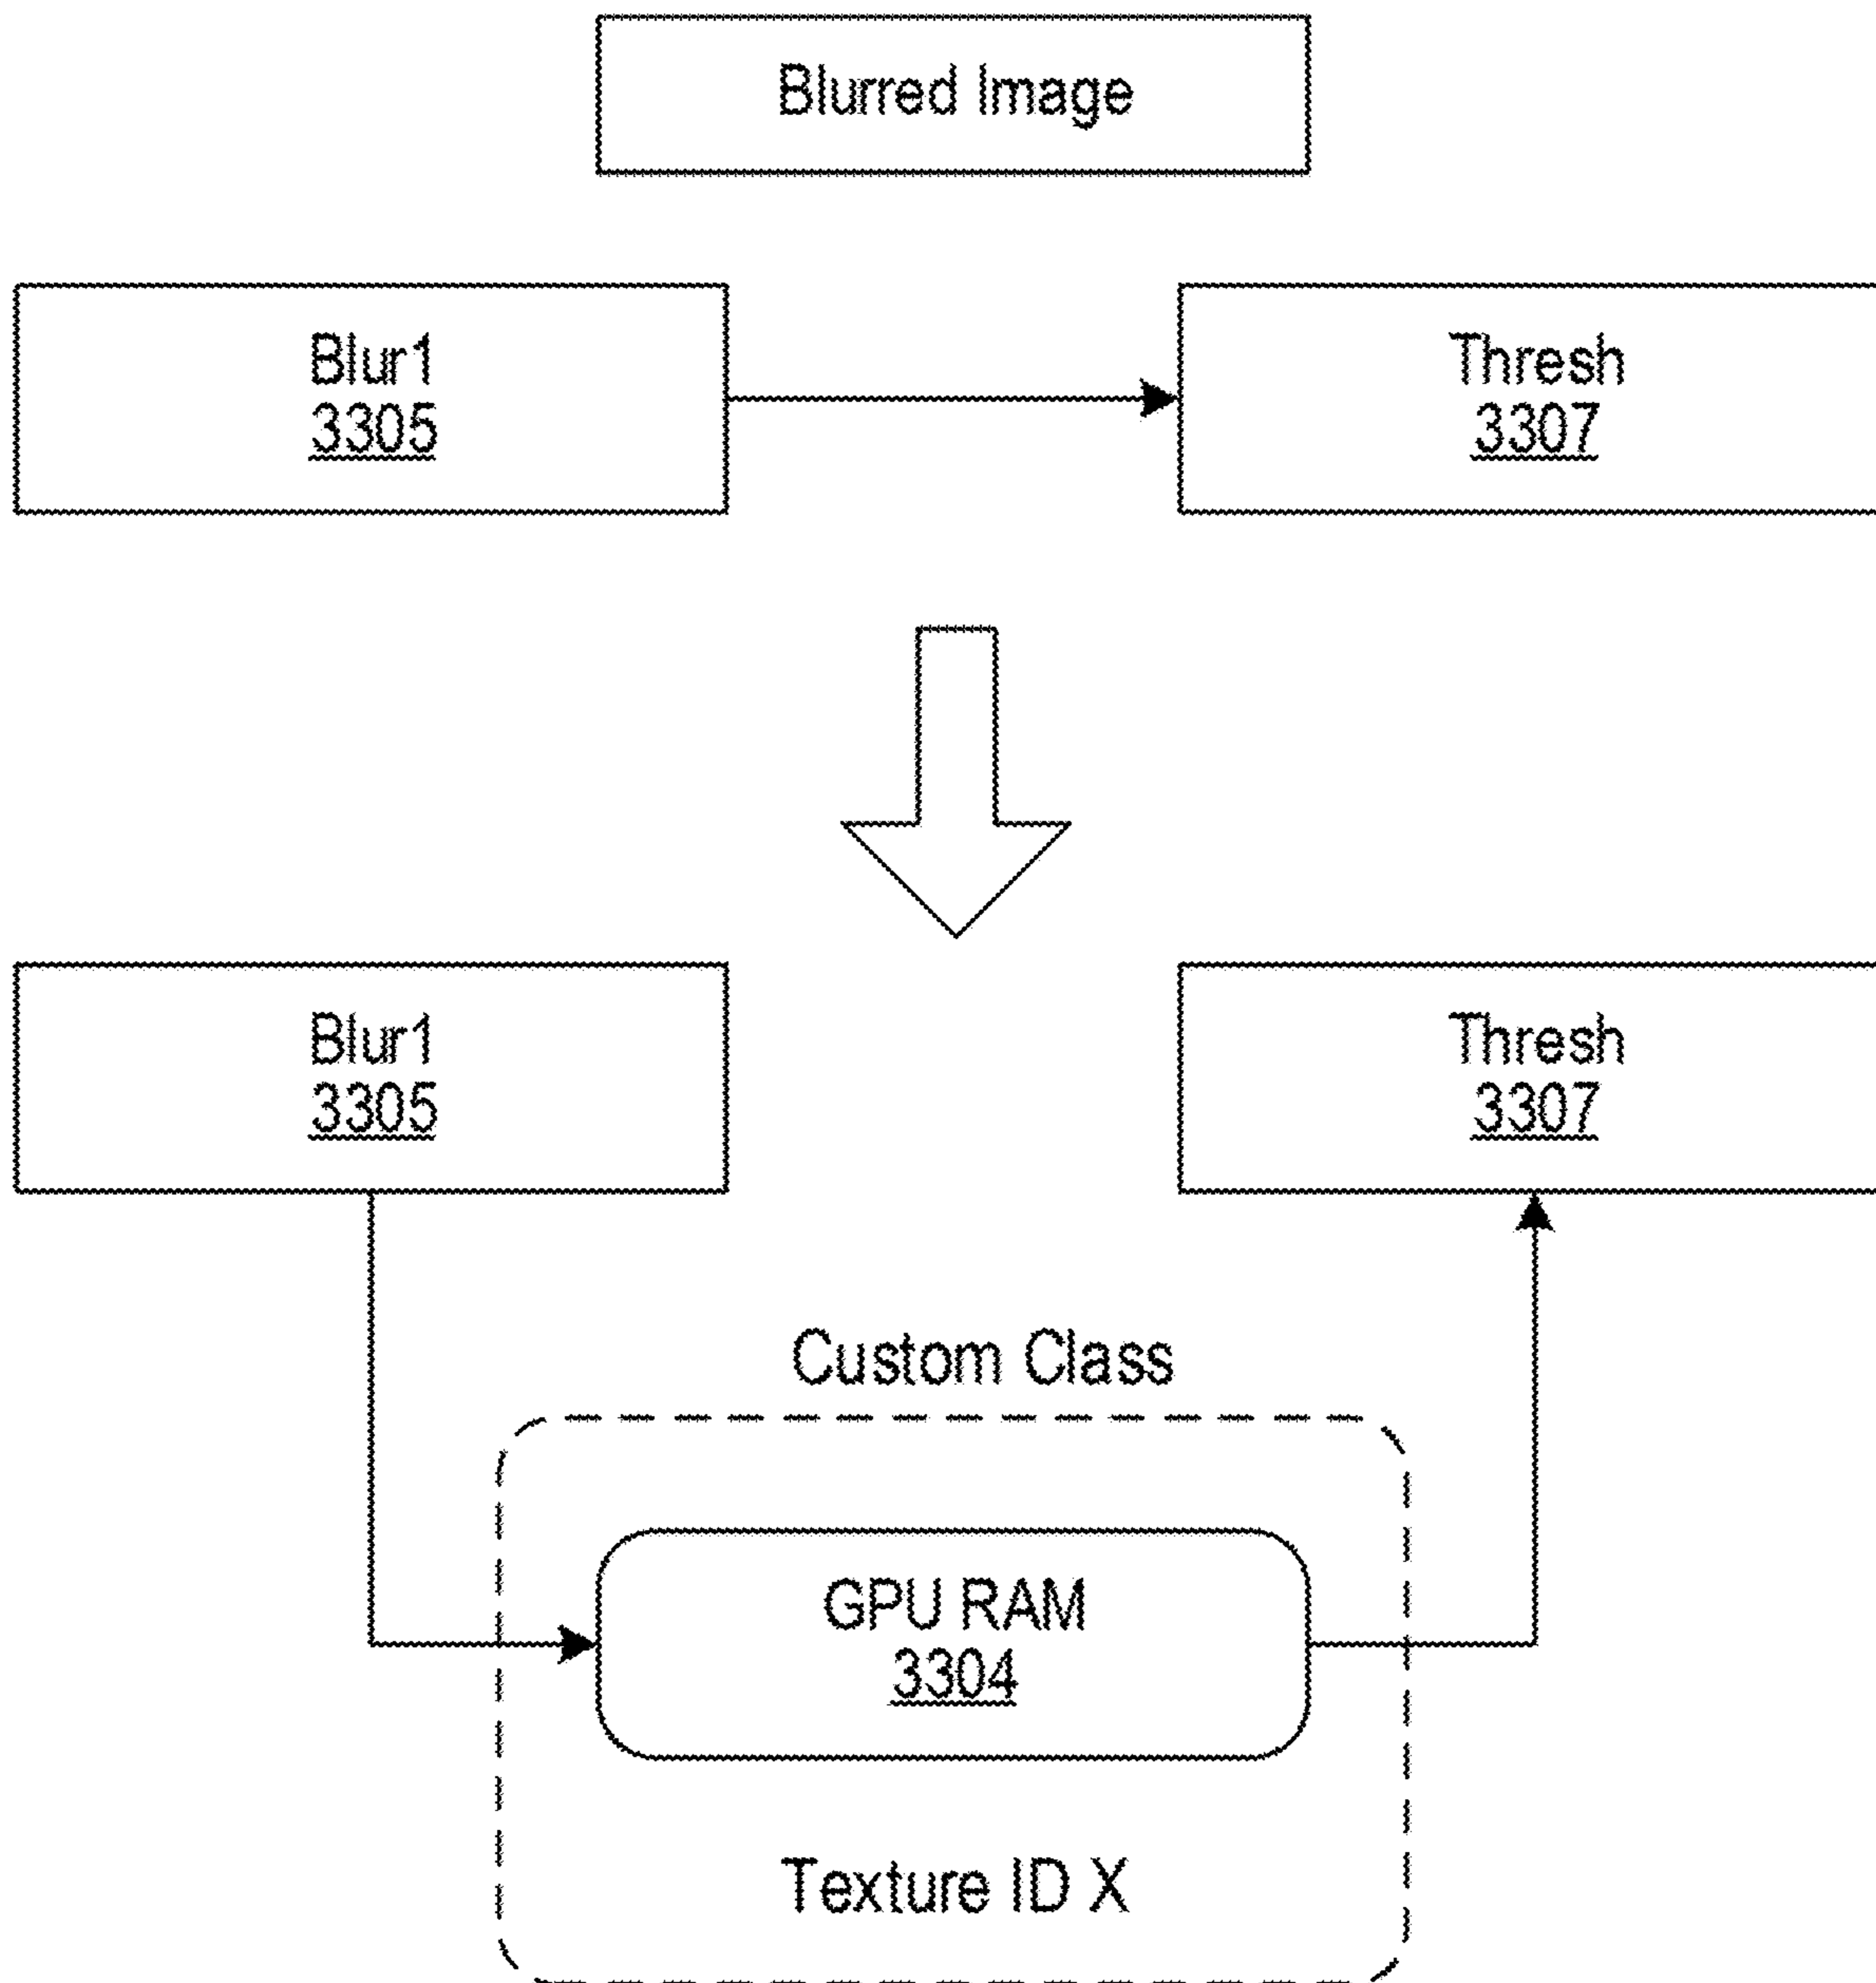 Blurred Image
Blur1
3305
Thresh
3307
Blur1
3305
Thresh
3307
Custom Class
GPU RAM
3304
Texture ID X